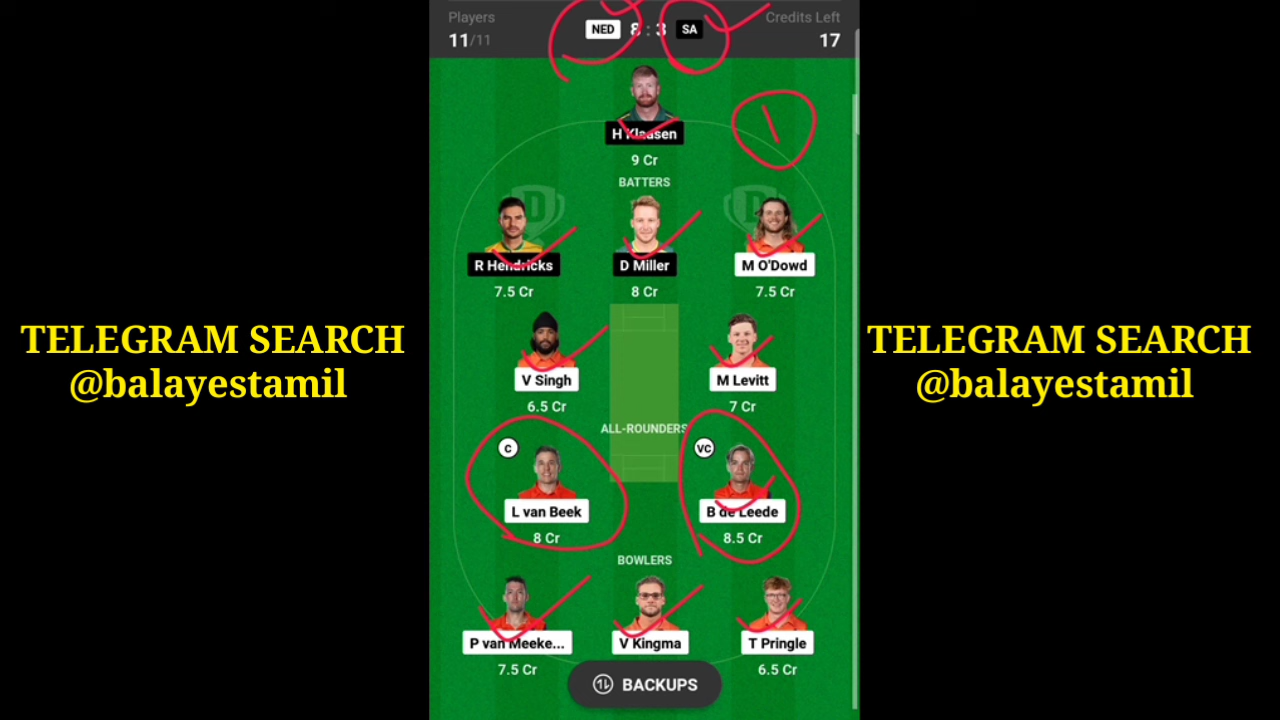 Players
Credits Left
11/11
NED 8 : 3 SA
17
1
H Klaasen
9 Cr
BATTERS
D
D
R Hendricks
D Miller
M O'Dowd
7.5 Cr
8 Cr
7.5 Cr
TELEGRAM SEARCH
@balayestamil
TELEGRAM SEARCH
@balayestamil
V Singh
M Levitt
6.5 Cr
7 Cr
ALL-ROUNDERS
C
VC
L van Beek
B de Leede
8 Cr
8.5 Cr
BOWLERS
P van Meeke...
V Kingma
T Pringle
7.5 Cr
6.5 Cr
BACKUPS